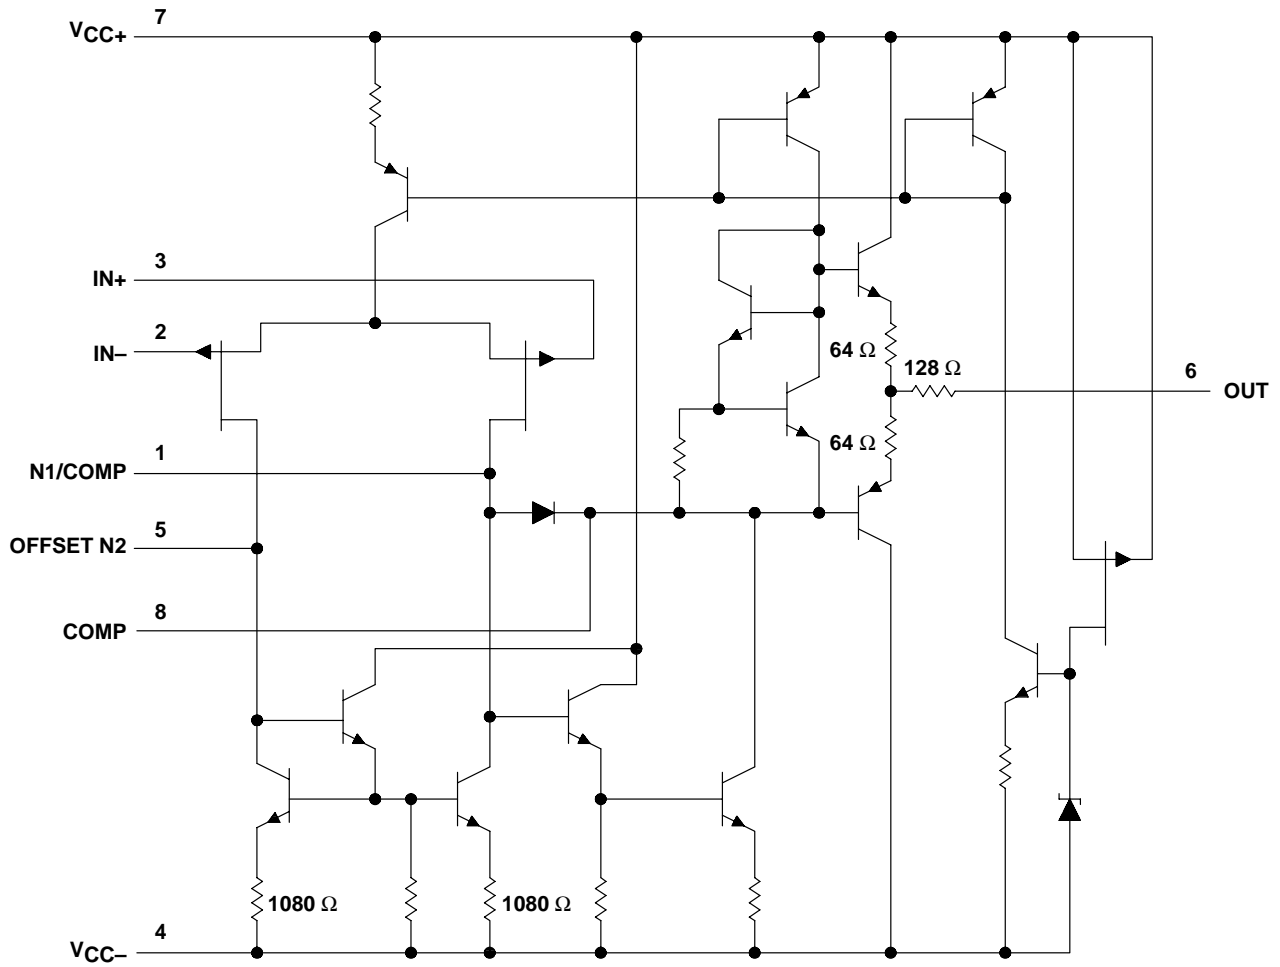 VCC+ 7
IN+ 3
IN– 2
64 Ω
128 Ω
6 OUT
64 Ω
N1/COMP 1
OFFSET N2 5
COMP 8
1080 Ω
1080 Ω
VCC– 4